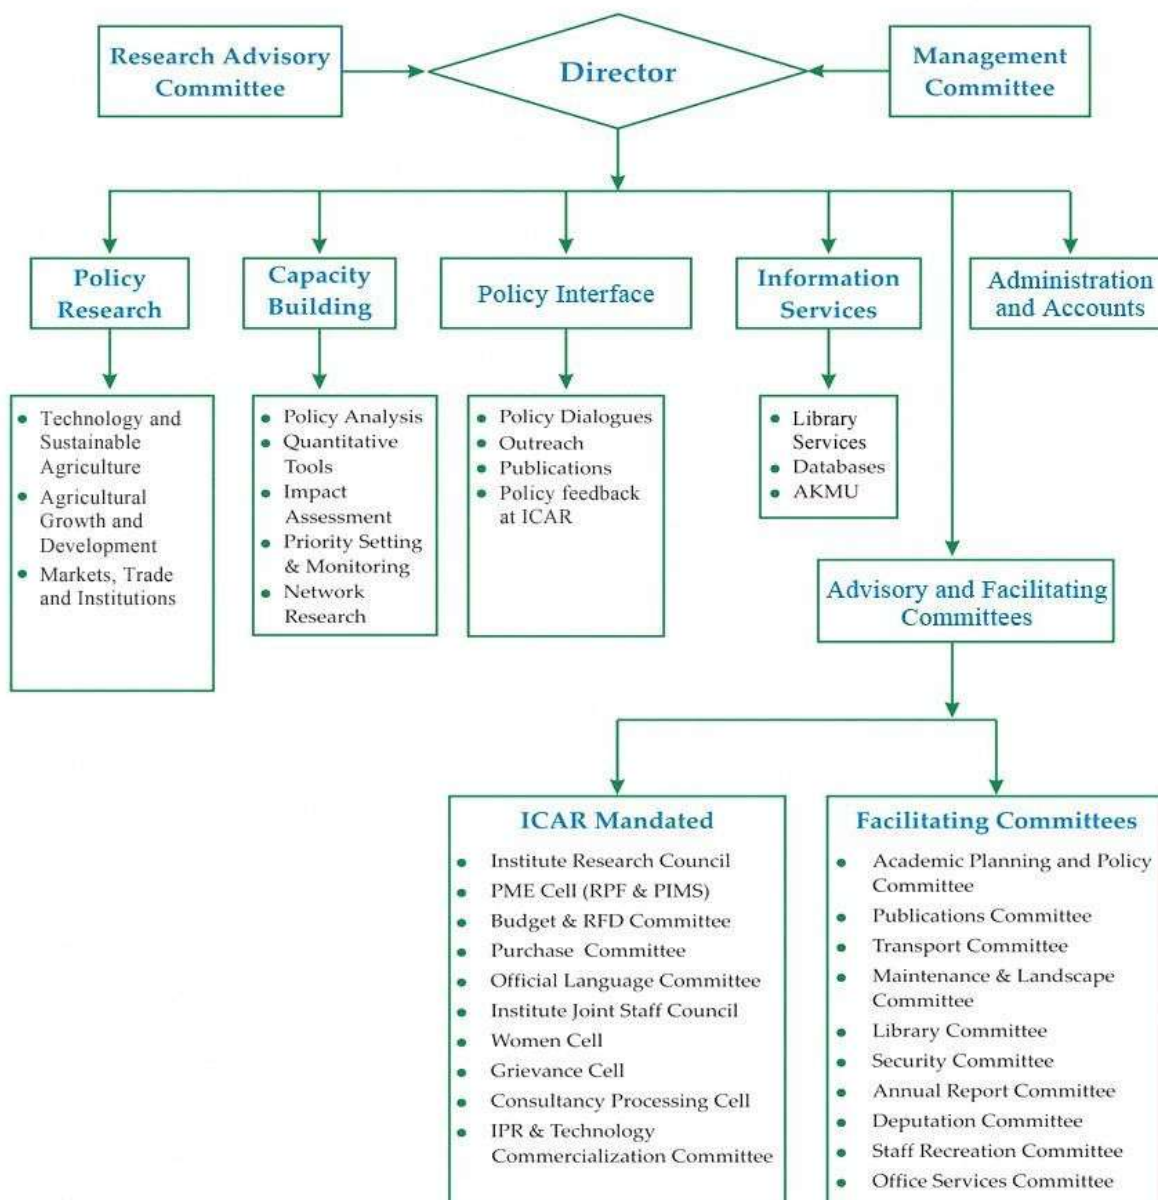 Research Advisory
Committee
Director
Management
Committee
Policy
Research
Capacity
Building
Policy Interface
Information
Services
Administration
and Accounts
• Technology and
Sustainable
Agriculture
• Agricultural
Growth and
Development
• Markets, Trade
and Institutions
• Policy Analysis
• Quantitative
Tools
• Impact
Assessment
• Priority Setting
& Monitoring
• Network
Research
• Policy Dialogues
• Outreach
• Publications
• Policy feedback
at ICAR
• Library
Services
• Databases
• AKMU
Advisory and Facilitating
Committees
ICAR Mandated
• Institute Research Council
• PME Cell (RPF & PIMS)
• Budget & RFD Committee
• Purchase Committee
• Official Language Committee
• Institute Joint Staff Council
• Women Cell
• Grievance Cell
• Consultancy Processing Cell
• IPR & Technology
Commercialization Committee
Facilitating Committees
• Academic Planning and Policy
Committee
• Publications Committee
• Transport Committee
• Maintenance & Landscape
Committee
• Library Committee
• Security Committee
• Annual Report Committee
• Deputation Committee
• Staff Recreation Committee
• Office Services Committee